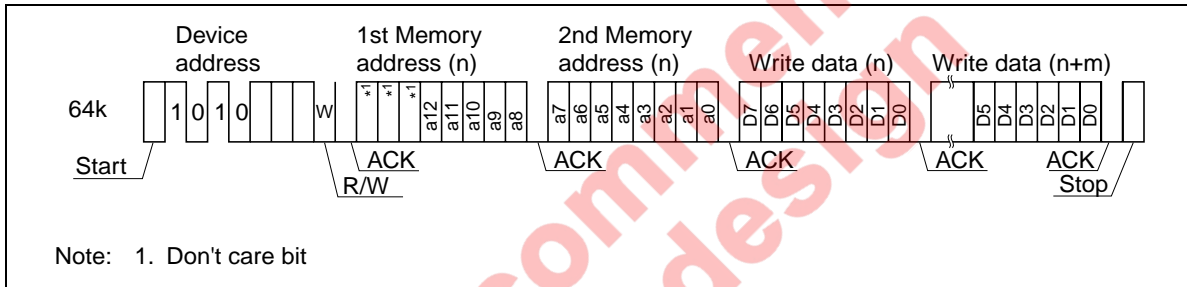 Device address
1st Memory address (n)
2nd Memory address (n)
Write data (n)
Write data (n+m)
64k
1 0 1 0 W
*1 *1 *1 a12 a11 a10 a9 a8
a7 a6 a5 a4 a3 a2 a1 a0
D7 D6 D5 D4 D3 D2 D1 D0
D5 D4 D3 D2 D1 D0
Start
R/W
ACK
ACK
ACK
ACK
ACK
Stop
Note: 1. Don't care bit
ommen
design